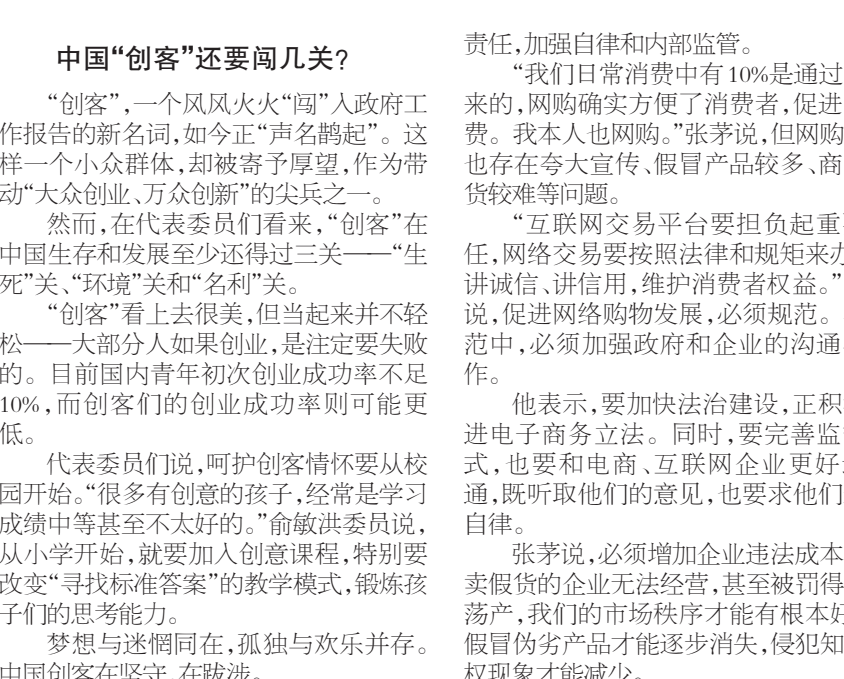 中国“创客”还要闯几关？
“创客”,一个风风火火“闯”入政府工
作报告的新名词,如今正“声名鹊起”。这
样一个小众群体,却被寄予厚望,作为带
动“大众创业、万众创新”的尖兵之一。
然而,在代表委员们看来,“创客”在
中国生存和发展至少还得过三关——“生
死”关、“环境”关和“名利”关。
“创客”看上去很美,但当起来并不轻
松——大部分人如果创业,是注定要失败
的。目前国内青年初次创业成功率不足
10%,而创客们的创业成功率则可能更
低。
代表委员们说,呵护创客情怀要从校
园开始。“很多有创意的孩子,经常是学习
成绩中等甚至不太好的。”俞敏洪委员说,
从小学开始,就要加入创意课程,特别要
改变“寻找标准答案”的教学模式,锻炼孩
子们的思考能力。
梦想与迷惘同在,孤独与欢乐并存。
中国创客在坚守,在跋涉。
责任,加强自律和内部监管。
“我们日常消费中有10%是通过
来的,网购确实方便了消费者,促进
费。我本人也网购。”张茅说,但网购
也存在夸大宣传、假冒产品较多、商
货较难等问题。
“互联网交易平台要担负起重
任,网络交易要按照法律和规矩来办
讲诚信、讲信用,维护消费者权益。”
说,促进网络购物发展,必须规范。
范中,必须加强政府和企业的沟通
作。
他表示,要加快法治建设,正积
进电子商务立法。同时,要完善监
式,也要和电商、互联网企业更好
通,既听取他们的意见,也要求他们
自律。
张茅说,必须增加企业违法成本
卖假货的企业无法经营,甚至被罚得
荡产,我们的市场秩序才能有根本好
假冒伪劣产品才能逐步消失,侵犯知
权现象才能减少。